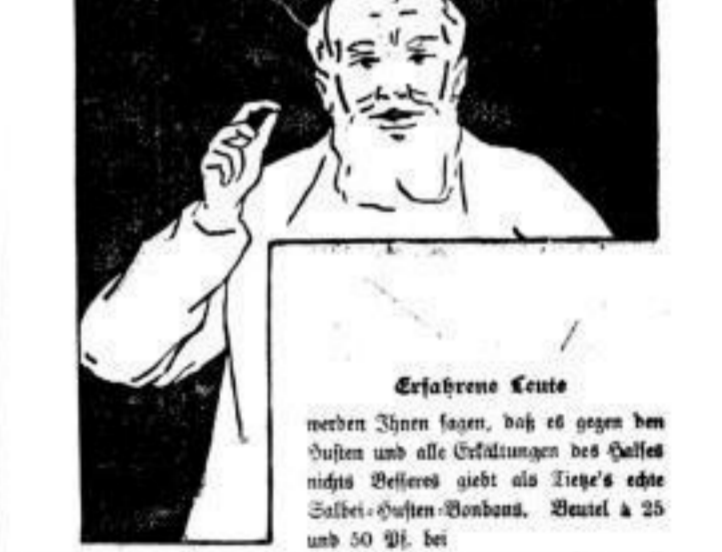 Erfahrene Leute
werden Ihnen sagen, daß es gegen den
Husten und alle Erkältungen des Halses
nichts Besseres giebt als Tietze's echte
Salbei-Husten-Bonbons. Beutel à 25
und 50 Pf. bei